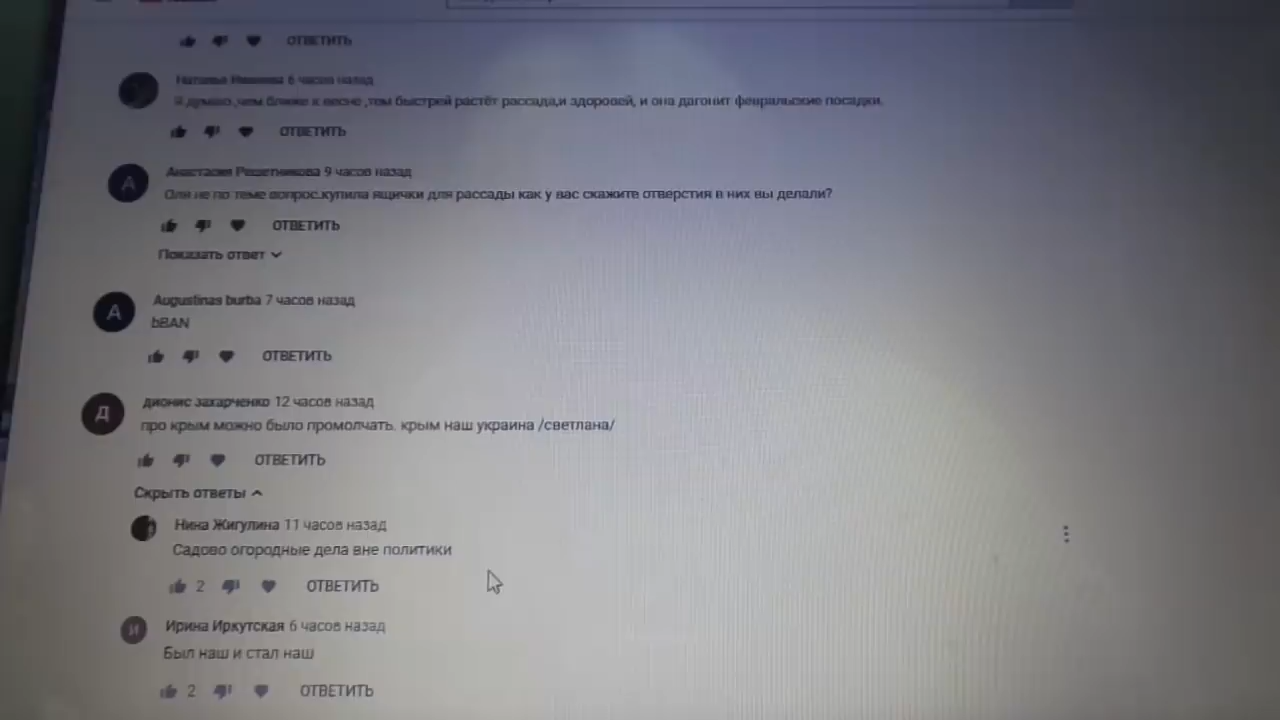 ОТВЕТИТЬ
Наталья Иванова 6 часов назад
Я думаю ,чем ближе к весне ,тем быстрей растёт рассада,и здоровей, и она дагонит февральские посадки.
ОТВЕТИТЬ
А
Анастасия Решетникова 9 часов назад
Оля не по теме вопрос.купила ящички для рассады как у вас скажите отверстия в них вы делали?
ОТВЕТИТЬ
Показать ответ
A
Augustinas burba 7 часов назад
bBAN
ОТВЕТИТЬ
Д
дионис захарченко 12 часов назад
про крым можно было промолчать. крым наш украина /светлана/
ОТВЕТИТЬ
Скрыть ответы
Нина Жигулина 11 часов назад
Садово огородные дела вне политики
2 ОТВЕТИТЬ
И
Ирина Иркутская 6 часов назад
Был наш и стал наш
2 ОТВЕТИТЬ